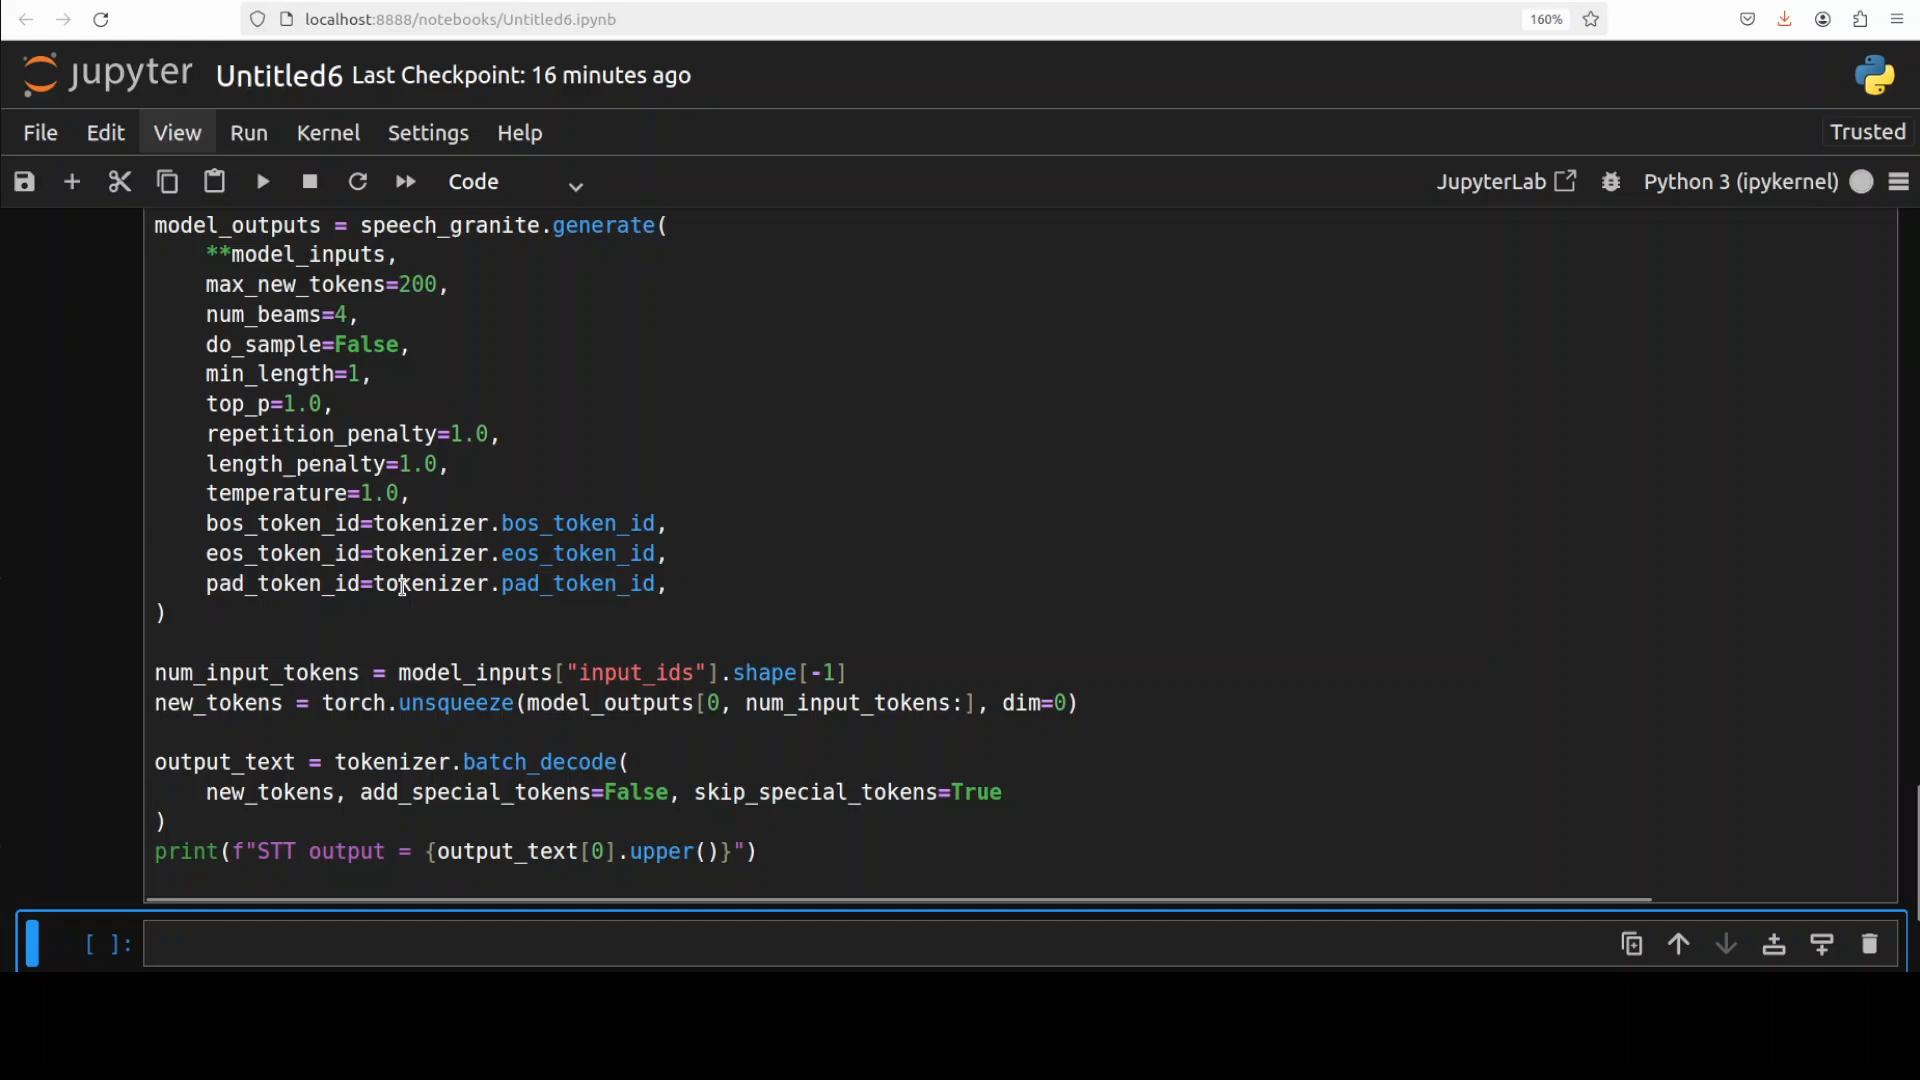 localhost:8888/notebooks/Untitled6.ipynb
160%
jupyter Untitled6 Last Checkpoint: 16 minutes ago
File Edit View Run Kernel Settings Help
Trusted
Code
JupyterLab
Python 3 (ipykernel)
model_outputs = speech_granite.generate(
    **model_inputs,
    max_new_tokens=200,
    num_beams=4,
    do_sample=False,
    min_length=1,
    top_p=1.0,
    repetition_penalty=1.0,
    length_penalty=1.0,
    temperature=1.0,
    bos_token_id=tokenizer.bos_token_id,
    eos_token_id=tokenizer.eos_token_id,
    pad_token_id=tokenizer.pad_token_id,
)
num_input_tokens = model_inputs["input_ids"].shape[-1]
new_tokens = torch.unsqueeze(model_outputs[0, num_input_tokens:], dim=0)
output_text = tokenizer.batch_decode(
    new_tokens, add_special_tokens=False, skip_special_tokens=True
)
print(f"STT output = {output_text[0].upper()}")
[ ]: